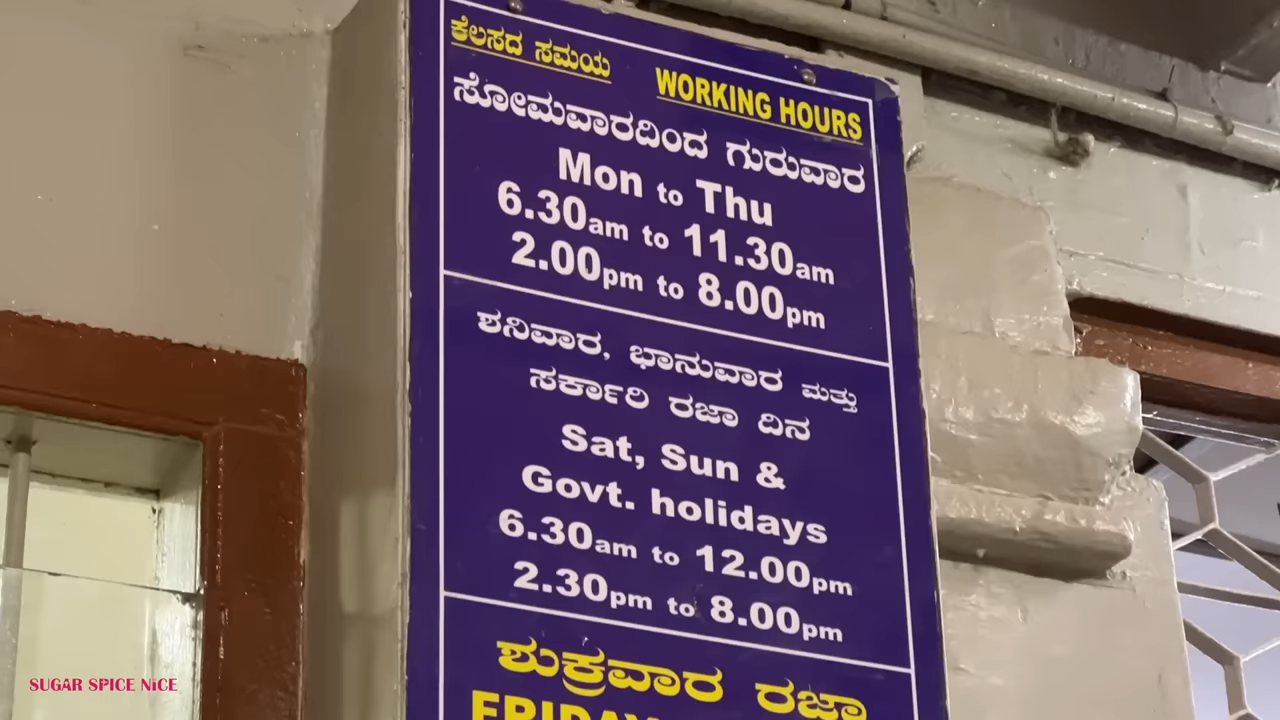 ಕೆಲಸದ ಸಮಯ WORKING HOURS
ಸೋಮವಾರದಿಂದ ಗುರುವಾರ
Mon to Thu
6.30am to 11.30am
2.00pm to 8.00pm
ಶನಿವಾರ, ಭಾನುವಾರ ಮತ್ತು
ಸರ್ಕಾರಿ ರಜಾ ದಿನ
Sat, Sun &
Govt. holidays
6.30am to 12.00pm
2.30pm to 8.00pm
ಶುಕ್ರವಾರ ರಜಾ
FRIDAY
SUGAR SPICE NiCE